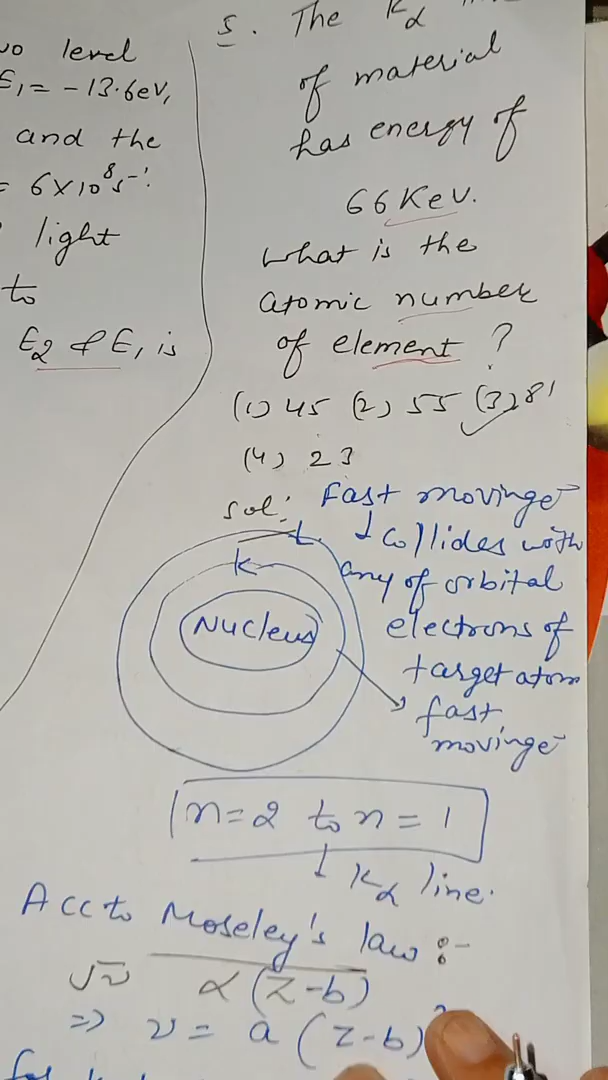 level
E₁ = -13.6eV,
and the
= 6×10⁸s⁻¹.
light
to
E₂ & E₁ is
5. The Kα
of material
has energy of
66 KeV.
what is the
atomic number
of element ?
(1) 45 (2) 55 (3) 81
(4) 23
Sol:
Fast moving e⁻
↓ collides with
any of orbital
electrons of
target atom
fast
moving e⁻
L
K
Nucleus
n=2 to n = 1
↓ Kα line.
Acc to Moseley's law :-
√ν ∝ (Z-b)
⇒ ν = a (Z-b)